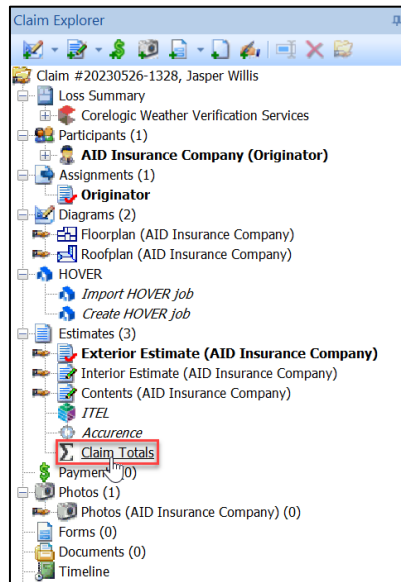 Claim Explorer
Claim #20230526-1328, Jasper Willis
Loss Summary
Corelogic Weather Verification Services
Participants (1)
AID Insurance Company (Originator)
Assignments (1)
Originator
Diagrams (2)
Floorplan (AID Insurance Company)
Roofplan (AID Insurance Company)
HOVER
Import HOVER job
Create HOVER job
Estimates (3)
Exterior Estimate (AID Insurance Company)
Interior Estimate (AID Insurance Company)
Contents (AID Insurance Company)
ITEL
Accurence
Σ Claim Totals
Payment (0)
Photos (1)
Photos (AID Insurance Company) (0)
Forms (0)
Documents (0)
Timeline